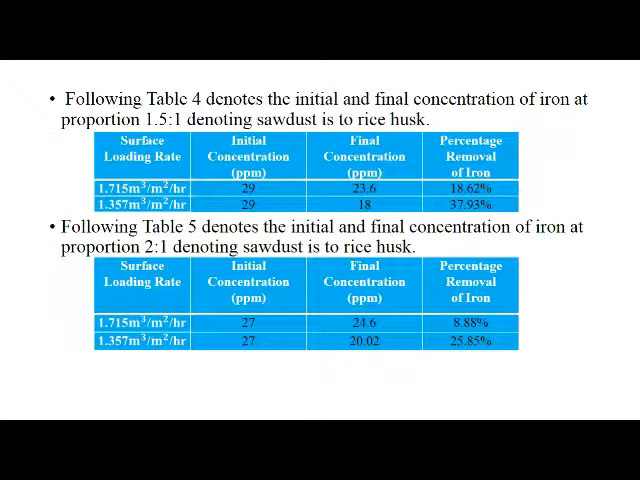 • Following Table 4 denotes the initial and final concentration of iron at
proportion 1.5:1 denoting sawdust is to rice husk.
Surface Loading Rate | Initial Concentration (ppm) | Final Concentration (ppm) | Percentage Removal of Iron
1.715m³/m²/hr | 29 | 23.6 | 18.62%
1.357m³/m²/hr | 29 | 18 | 37.93%
• Following Table 5 denotes the initial and final concentration of iron at
proportion 2:1 denoting sawdust is to rice husk.
Surface Loading Rate | Initial Concentration (ppm) | Final Concentration (ppm) | Percentage Removal of Iron
1.715m³/m²/hr | 27 | 24.6 | 8.88%
1.357m³/m²/hr | 27 | 20.02 | 25.85%